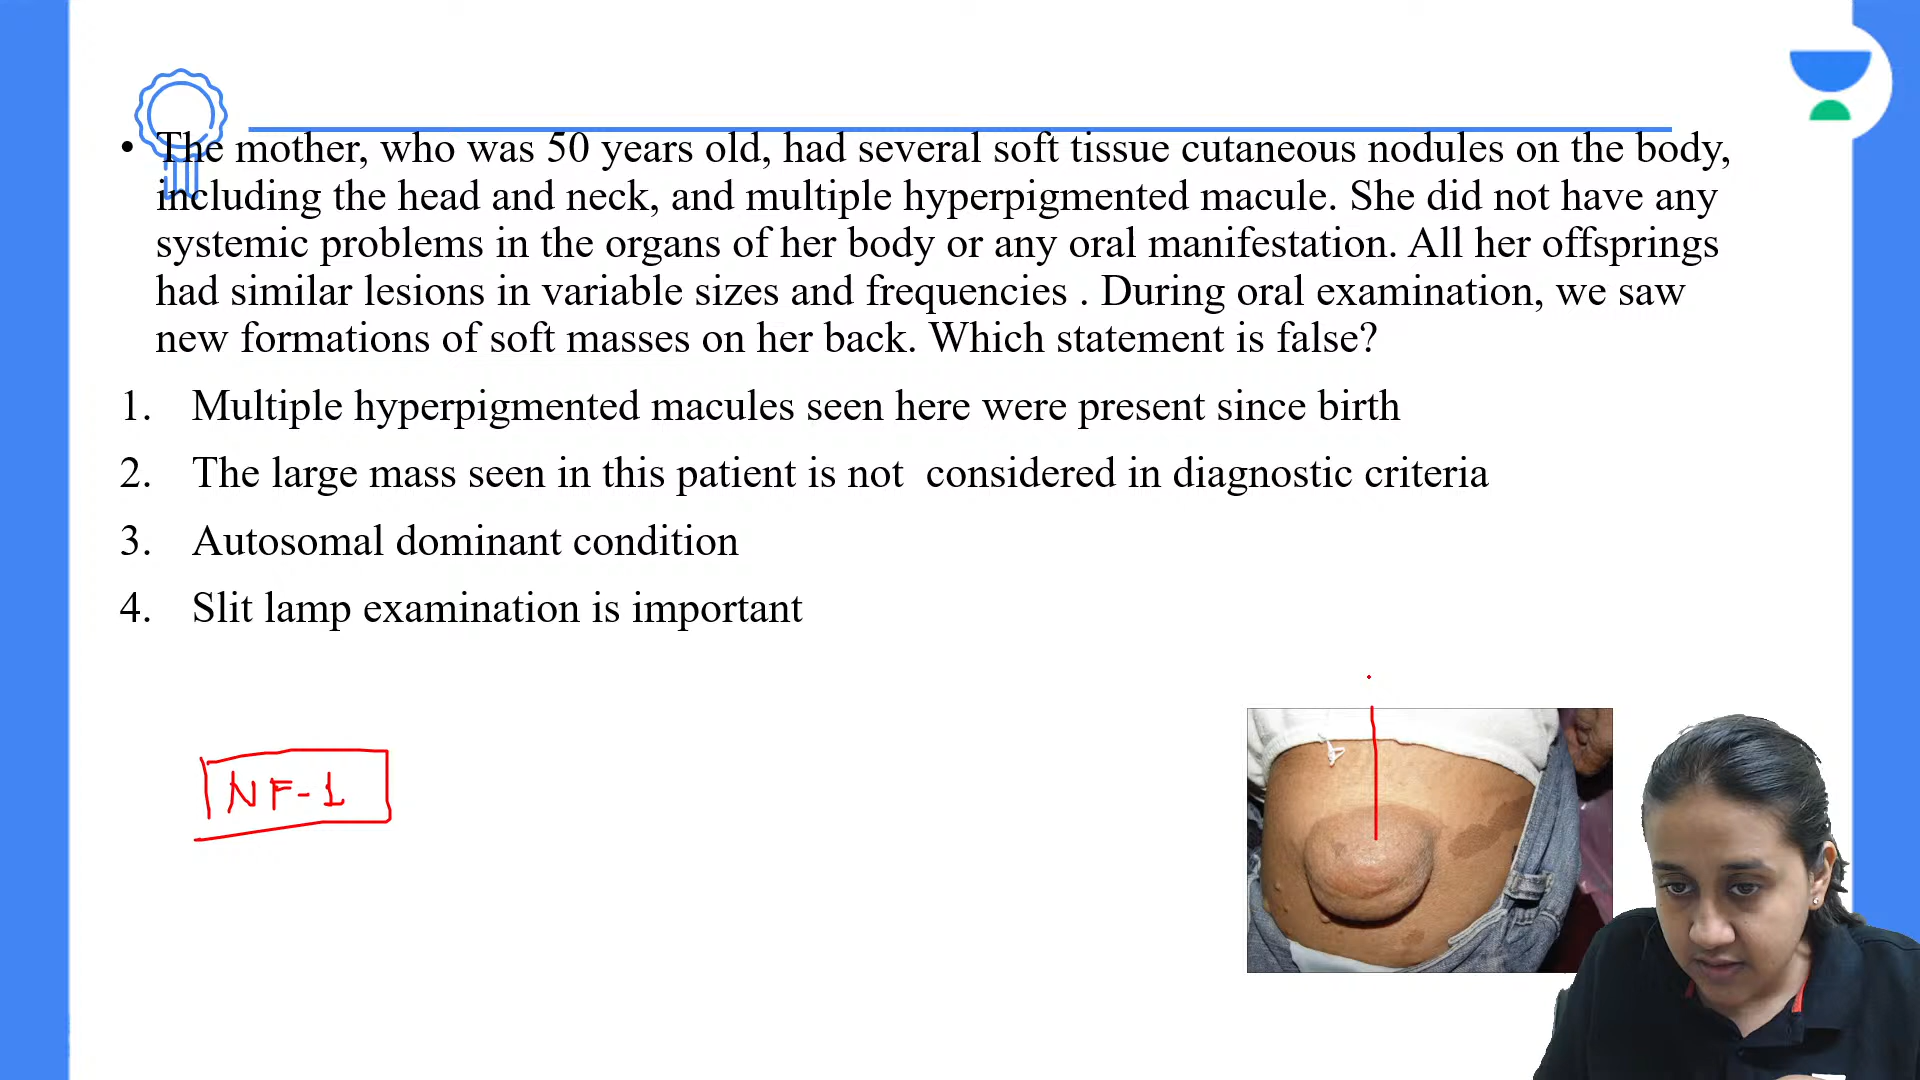 • The mother, who was 50 years old, had several soft tissue cutaneous nodules on the body,
including the head and neck, and multiple hyperpigmented macule. She did not have any
systemic problems in the organs of her body or any oral manifestation. All her offsprings
had similar lesions in variable sizes and frequencies . During oral examination, we saw
new formations of soft masses on her back. Which statement is false?
1. Multiple hyperpigmented macules seen here were present since birth
2. The large mass seen in this patient is not considered in diagnostic criteria
3. Autosomal dominant condition
4. Slit lamp examination is important
NF-1